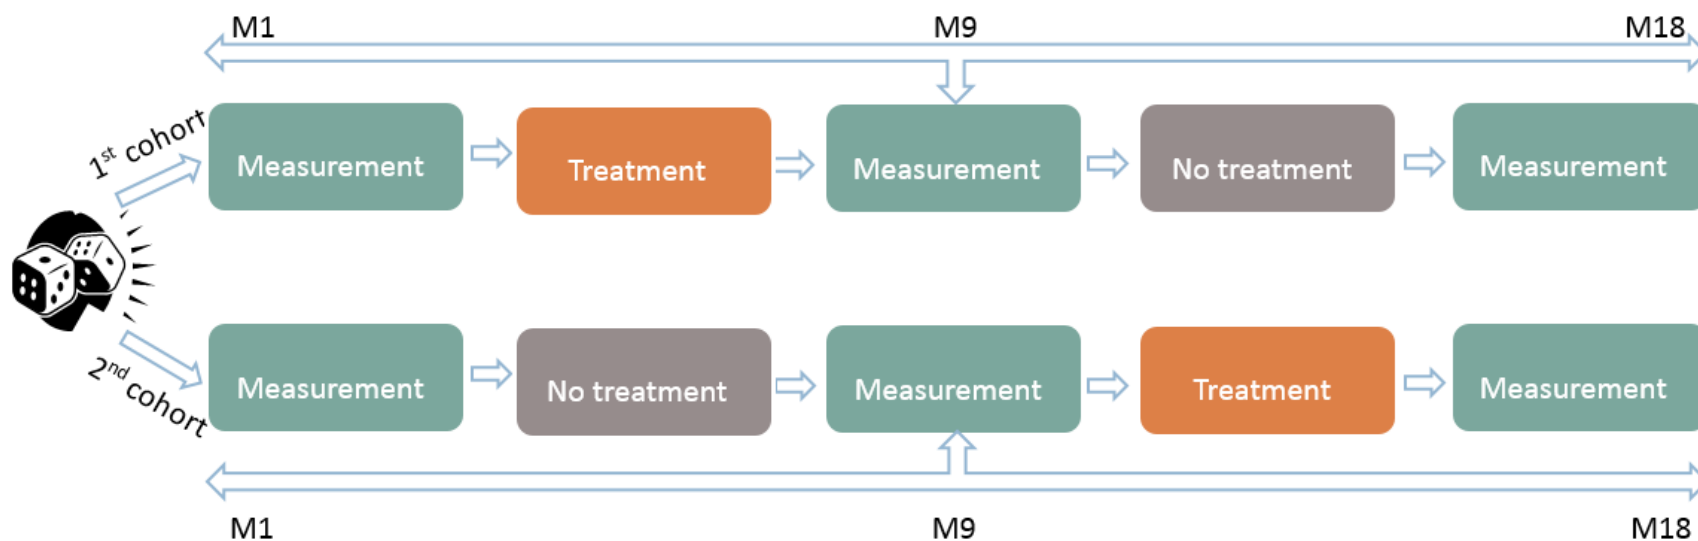 M1 M9 M18
1st cohort
Measurement Treatment Measurement No treatment Measurement
2nd cohort
Measurement No treatment Measurement Treatment Measurement
M1 M9 M18